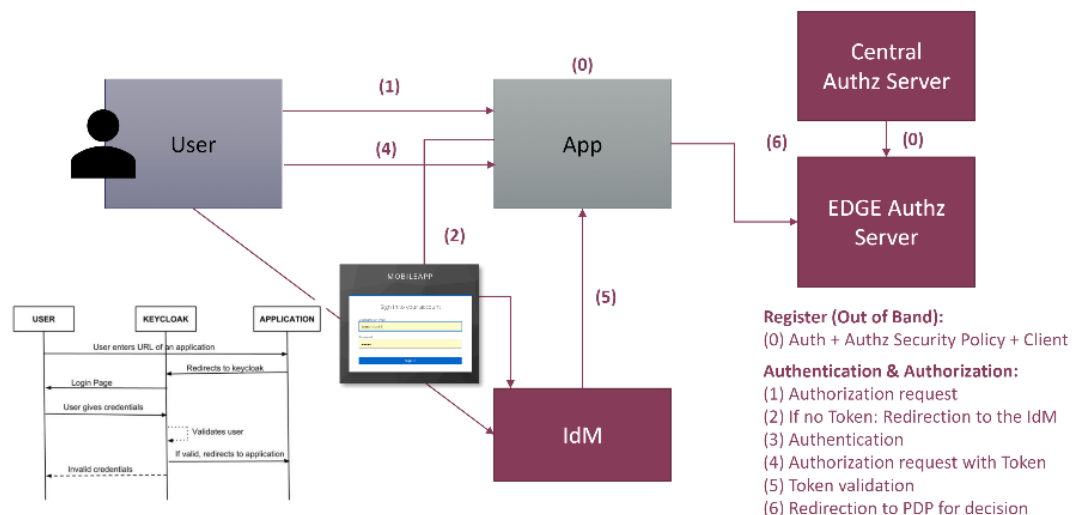 (0)
Central
Authz Server
(1)
User
App
(6)
(0)
(4)
EDGE Authz
Server
(2)
MOBILEAPP
Sign in to your account
(5)
Register (Out of Band):
(0) Auth + Authz Security Policy + Client
Authentication & Authorization:
(1) Authorization request
(2) If no Token: Redirection to the IdM
(3) Authentication
(4) Authorization request with Token
(5) Token validation
(6) Redirection to PDP for decision
IdM
USER
KEYCLOAK
APPLICATION
User enters URL of an application
Redirects to keycloak
Login Page
User gives credentials
Validates user
If valid, redirects to application
Invalid credentials